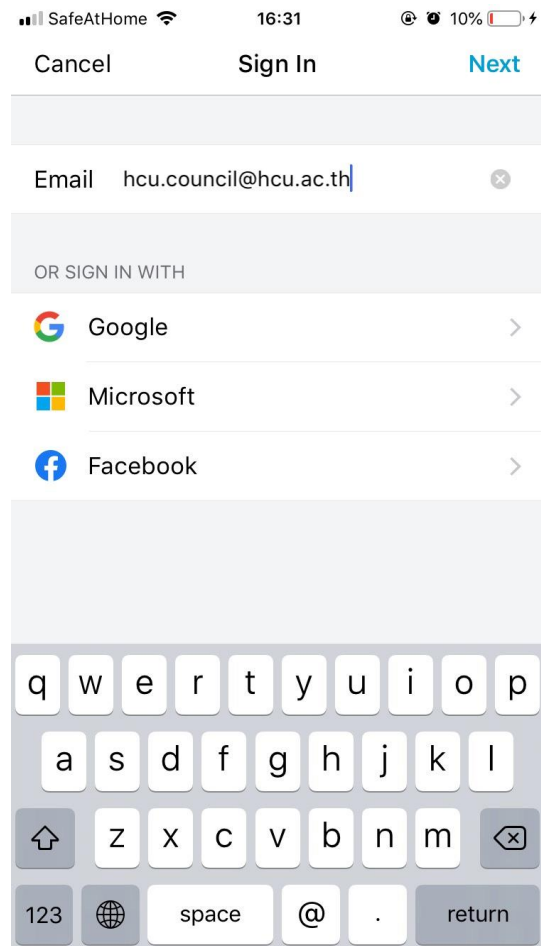 SafeAtHome 16:31 10%
Cancel Sign In Next
Email hcu.council@hcu.ac.th
OR SIGN IN WITH
Google
Microsoft
Facebook
q w e r t y u i o p
a s d f g h j k l
z x c v b n m
123 space @ . return